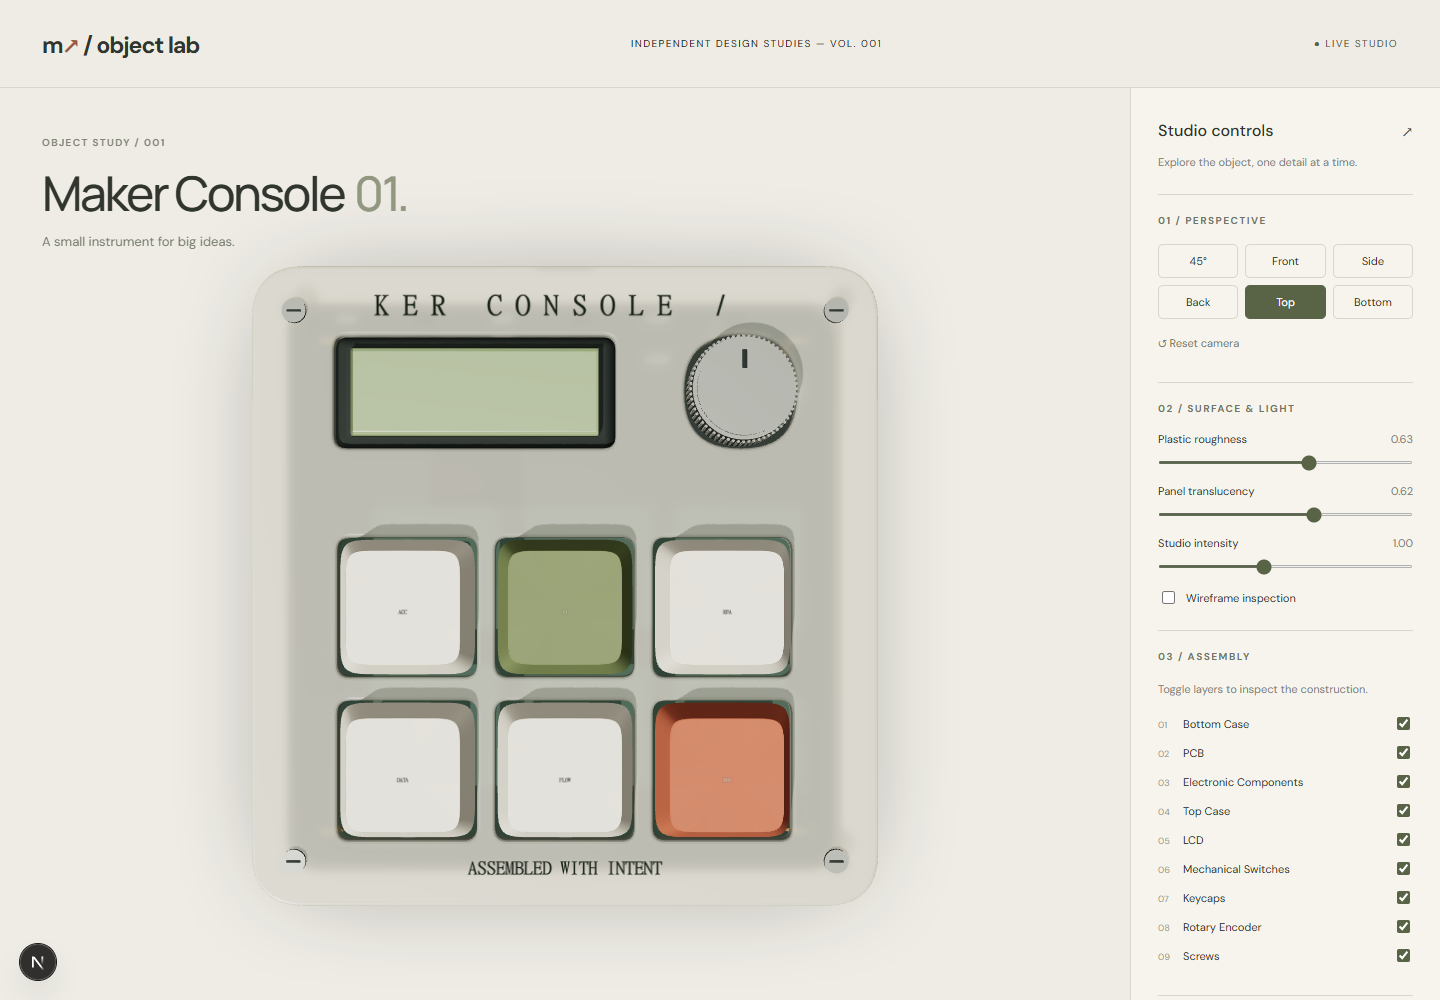 m↗ / object lab
INDEPENDENT DESIGN STUDIES — VOL. 001
● LIVE STUDIO
OBJECT STUDY / 001
Maker Console 01.
A small instrument for big ideas.
KER CONSOLE /
ACC
RPA
DATA
FLOW
ASSEMBLED WITH INTENT
N
Studio controls ↗
Explore the object, one detail at a time.
01 / PERSPECTIVE
45° Front Side
Back Top Bottom
↺ Reset camera
02 / SURFACE & LIGHT
Plastic roughness 0.63
Panel translucency 0.62
Studio intensity 1.00
Wireframe inspection
03 / ASSEMBLY
Toggle layers to inspect the construction.
01 Bottom Case
02 PCB
03 Electronic Components
04 Top Case
05 LCD
06 Mechanical Switches
07 Keycaps
08 Rotary Encoder
09 Screws